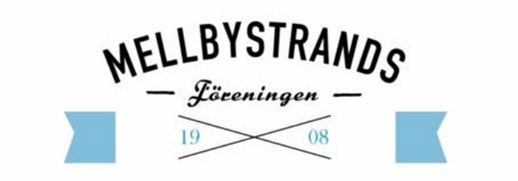 MELLBYSTRANDS
Föreningen
19 08